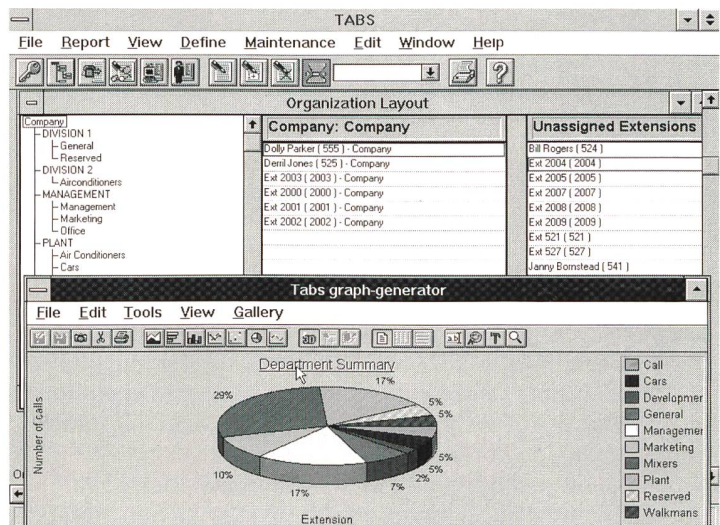 TABS
File Report View Define Maintenance Edit Window Help
Organization Layout
Company
DIVISION 1
General
Reserved
DIVISION 2
Airconditioners
MANAGEMENT
Management
Marketing
Office
PLANT
Air Conditioners
Cars
Company: Company
Dolly Parker ( 555 ) - Company
Derril Jones ( 525 ) - Company
Ext 2003 ( 2003 ) - Company
Ext 2000 ( 2000 ) - Company
Ext 2001 ( 2001 ) - Company
Ext 2002 ( 2002 ) - Company
Unassigned Extensions
Bill Rogers ( 524 )
Ext 2004 ( 2004 )
Ext 2005 ( 2005 )
Ext 2007 ( 2007 )
Ext 2008 ( 2008 )
Ext 2009 ( 2009 )
Ext 521 ( 521 )
Ext 527 ( 527 )
Janny Bornstead ( 541 )
Tabs graph-generator
File Edit Tools View Gallery
3D
Department Summary
Number of calls
29%
17%
5%
5%
5%
5%
2%
7%
17%
10%
Extension
Call
Cars
Developmer
General
Managemer
Marketing
Mixers
Plant
Reserved
Walkmans